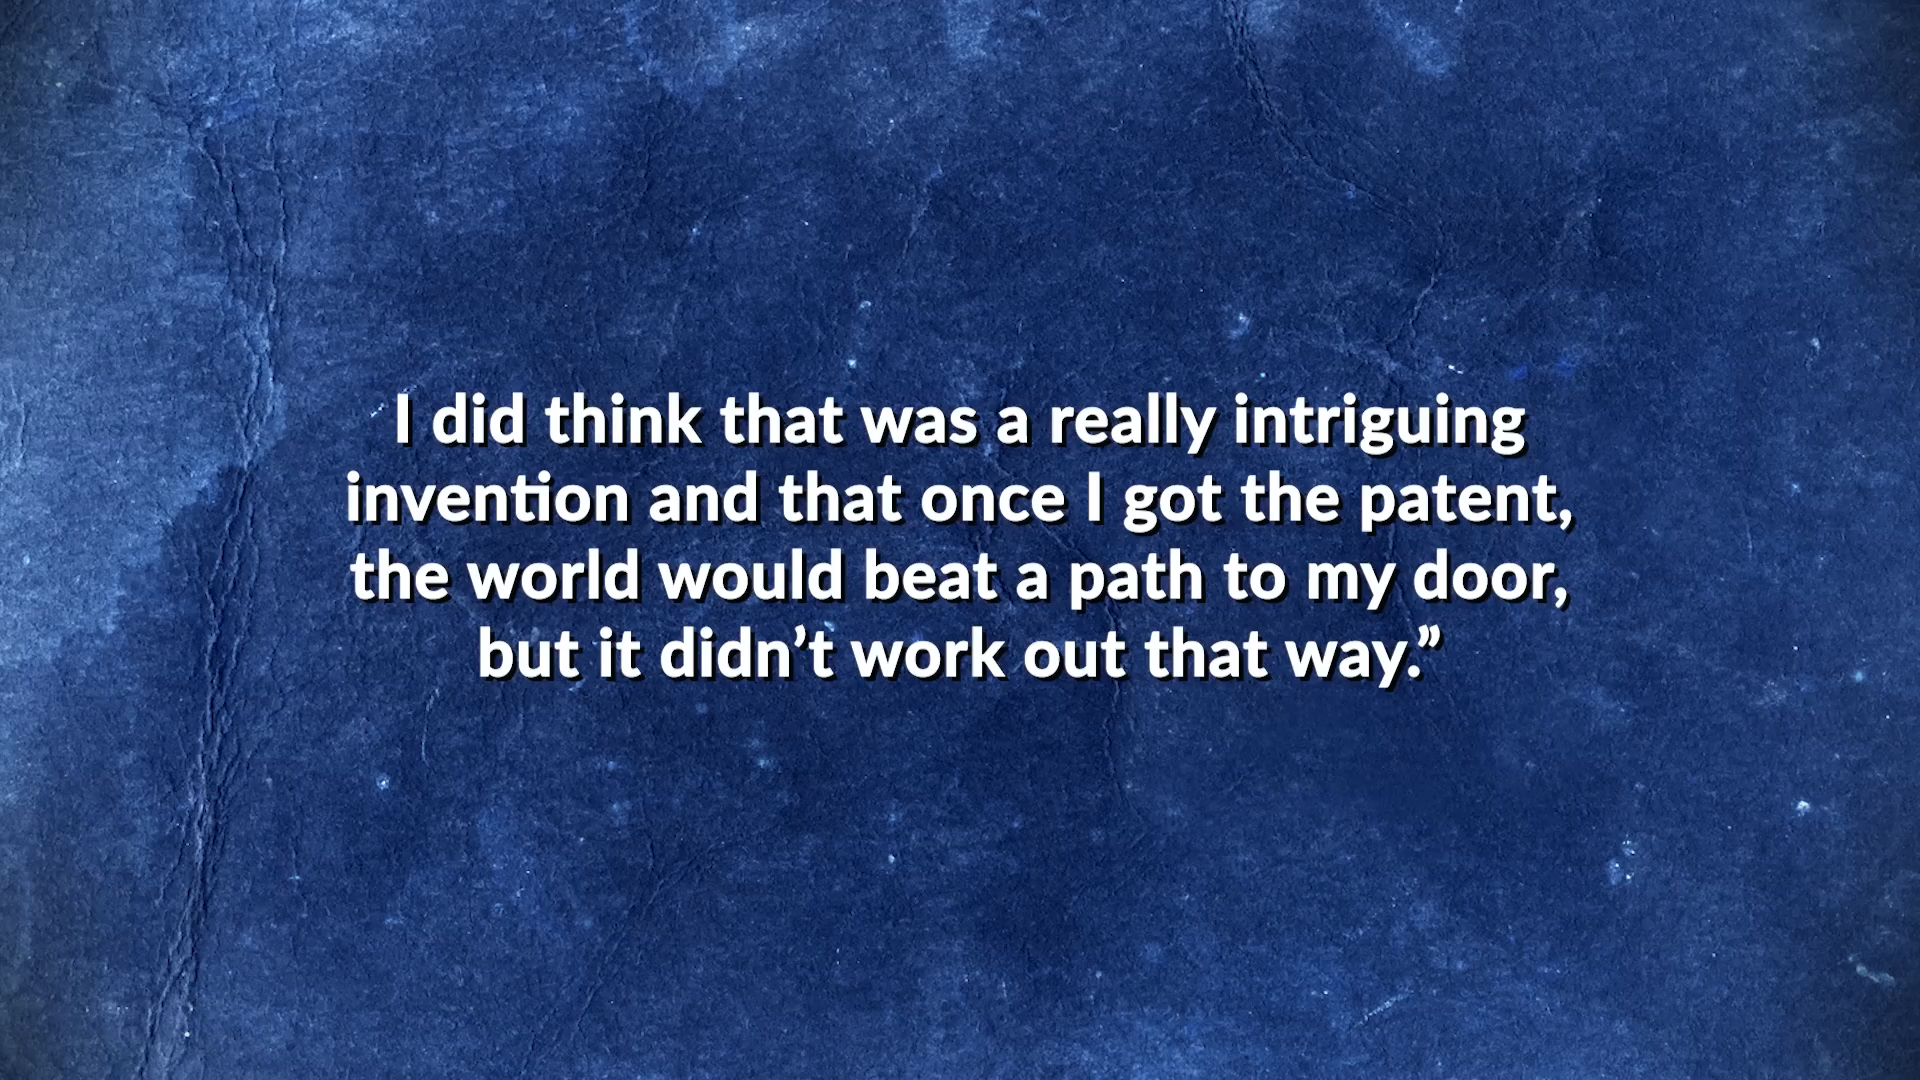 I did think that was a really intriguing
invention and that once I got the patent,
the world would beat a path to my door,
but it didn’t work out that way.”